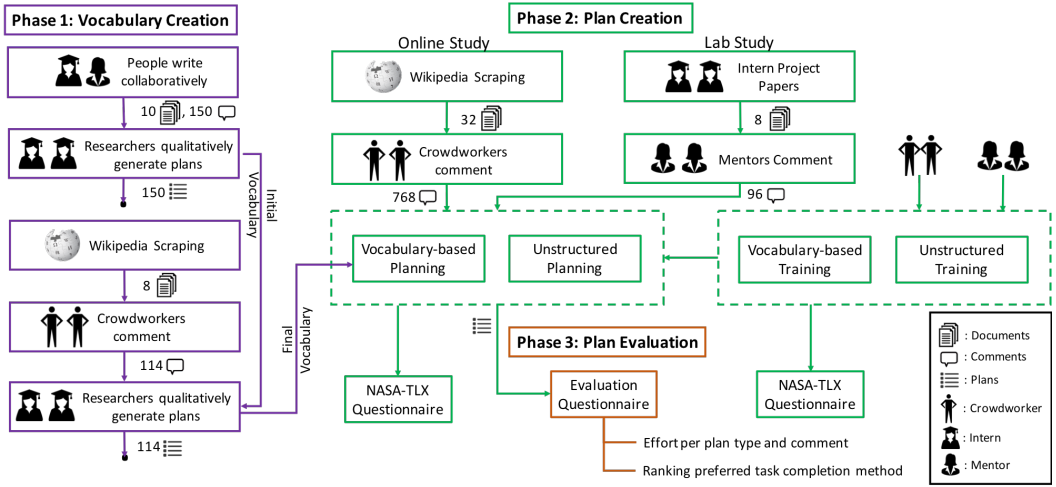 Phase 1: Vocabulary Creation
People write
collaboratively
10 , 150
Researchers qualitatively
generate plans
150
Initial
Vocabulary
Wikipedia Scraping
8
Crowdworkers
comment
114
Researchers qualitatively
generate plans
114
Final
Vocabulary
Phase 2: Plan Creation
Online Study
Lab Study
Wikipedia Scraping
Intern Project
Papers
32
8
Crowdworkers
comment
Mentors Comment
768
96
Vocabulary-based
Planning
Unstructured
Planning
Vocabulary-based
Training
Unstructured
Training
Phase 3: Plan Evaluation
NASA-TLX
Questionnaire
Evaluation
Questionnaire
NASA-TLX
Questionnaire
Effort per plan type and comment
Ranking preferred task completion method
: Documents
: Comments
: Plans
: Crowdworker
: Intern
: Mentor